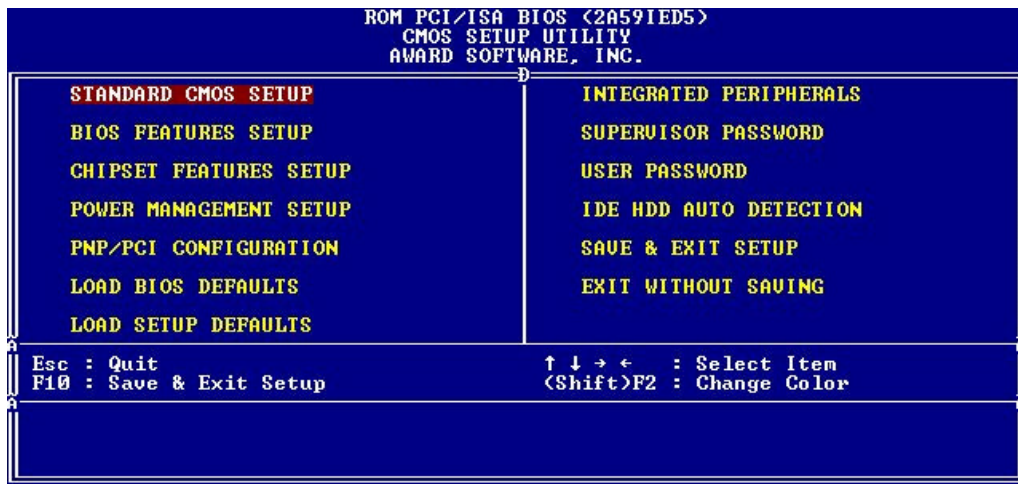 ROM PCI/ISA BIOS (2A59IED5)
CMOS SETUP UTILITY
AWARD SOFTWARE, INC.
STANDARD CMOS SETUP
BIOS FEATURES SETUP
CHIPSET FEATURES SETUP
POWER MANAGEMENT SETUP
PNP/PCI CONFIGURATION
LOAD BIOS DEFAULTS
LOAD SETUP DEFAULTS
INTEGRATED PERIPHERALS
SUPERVISOR PASSWORD
USER PASSWORD
IDE HDD AUTO DETECTION
SAVE & EXIT SETUP
EXIT WITHOUT SAVING
Esc : Quit
F10 : Save & Exit Setup
↑ ↓ → ← : Select Item
(Shift)F2 : Change Color